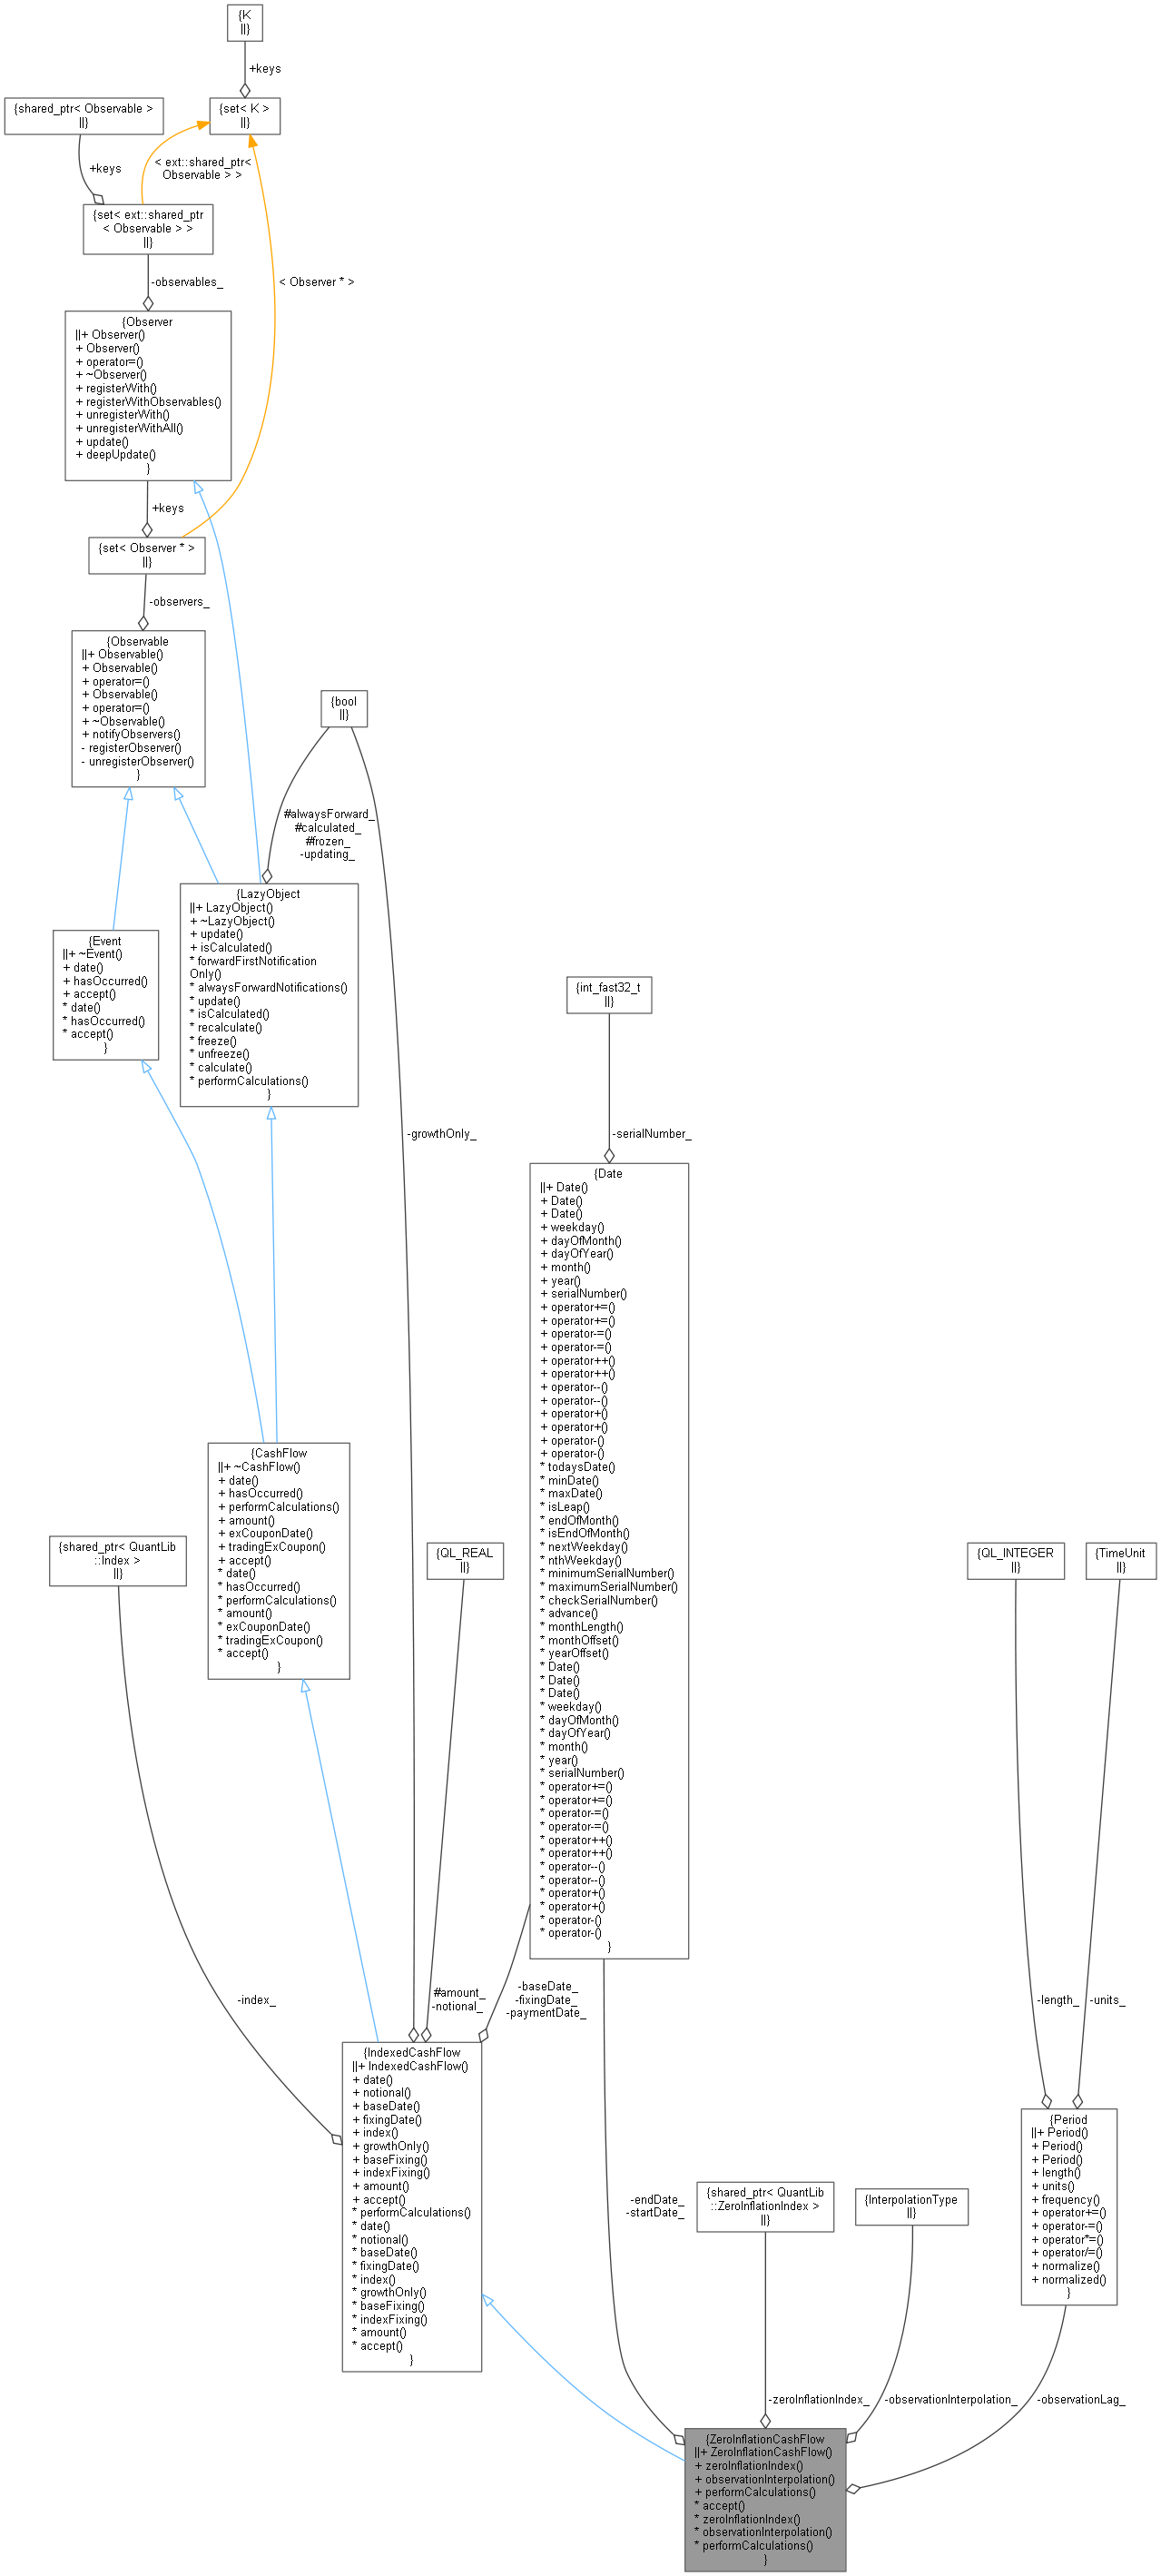 {K
||}
+keys
{shared_ptr< Observable >
||}
{set< K >
||}
+keys
< ext::shared_ptr<
Observable > >
{set< ext::shared_ptr
< Observable > >
||}
-observables_
< Observer * >
{Observer
||+ Observer()
+ Observer()
+ operator=()
+ ~Observer()
+ registerWith()
+ registerWithObservables()
+ unregisterWith()
+ unregisterWithAll()
+ update()
+ deepUpdate()
}
+keys
{set< Observer * >
||}
-observers_
{Observable
||+ Observable()
+ Observable()
+ operator=()
+ Observable()
+ operator=()
+ ~Observable()
+ notifyObservers()
- registerObserver()
- unregisterObserver()
}
{bool
||}
#alwaysForward_
#calculated_
#frozen_
-updating_
{LazyObject
||+ LazyObject()
+ ~LazyObject()
+ update()
+ isCalculated()
* forwardFirstNotification
Only()
* alwaysForwardNotifications()
* update()
* isCalculated()
* recalculate()
* freeze()
* unfreeze()
* calculate()
* performCalculations()
}
{Event
||+ ~Event()
+ date()
+ hasOccurred()
+ accept()
* date()
* hasOccurred()
* accept()
}
{int_fast32_t
||}
-growthOnly_
-serialNumber_
{Date
||+ Date()
+ Date()
+ Date()
+ weekday()
+ dayOfMonth()
+ dayOfYear()
+ month()
+ year()
+ serialNumber()
+ operator+=()
+ operator+=()
+ operator-=()
+ operator-=()
+ operator++()
+ operator++()
+ operator--()
+ operator--()
+ operator+()
+ operator+()
+ operator-()
+ operator-()
* todaysDate()
* minDate()
* maxDate()
* isLeap()
* endOfMonth()
* isEndOfMonth()
* nextWeekday()
* nthWeekday()
* minimumSerialNumber()
* maximumSerialNumber()
* checkSerialNumber()
* advance()
* monthLength()
* monthOffset()
* yearOffset()
* Date()
* Date()
* Date()
* weekday()
* dayOfMonth()
* dayOfYear()
* month()
* year()
* serialNumber()
* operator+=()
* operator+=()
* operator-=()
* operator-=()
* operator++()
* operator++()
* operator--()
* operator--()
* operator+()
* operator+()
* operator-()
* operator-()
}
{CashFlow
||+ ~CashFlow()
+ date()
+ hasOccurred()
+ performCalculations()
+ amount()
+ exCouponDate()
+ tradingExCoupon()
+ accept()
* date()
* hasOccurred()
* performCalculations()
* amount()
* exCouponDate()
* tradingExCoupon()
* accept()
}
{shared_ptr< QuantLib
::Index >
||}
{QL_REAL
||}
{QL_INTEGER
||}
{TimeUnit
||}
-index_
#amount_
-notional_
-baseDate_
-fixingDate_
-paymentDate_
-length_
-units_
{IndexedCashFlow
||+ IndexedCashFlow()
+ date()
+ notional()
+ baseDate()
+ fixingDate()
+ index()
+ growthOnly()
+ baseFixing()
+ indexFixing()
+ amount()
+ accept()
* performCalculations()
* date()
* notional()
* baseDate()
* fixingDate()
* index()
* growthOnly()
* baseFixing()
* indexFixing()
* amount()
* accept()
}
-endDate_
-startDate_
{shared_ptr< QuantLib
::ZeroInflationIndex >
||}
{InterpolationType
||}
{Period
||+ Period()
+ Period()
+ Period()
+ length()
+ units()
+ frequency()
+ operator+=()
+ operator-=()
+ operator*=()
+ operator/=()
+ normalize()
+ normalized()
}
-zeroInflationIndex_
-observationInterpolation_
-observationLag_
{ZeroInflationCashFlow
||+ ZeroInflationCashFlow()
+ zeroInflationIndex()
+ observationInterpolation()
+ performCalculations()
* accept()
* zeroInflationIndex()
* observationInterpolation()
* performCalculations()
}